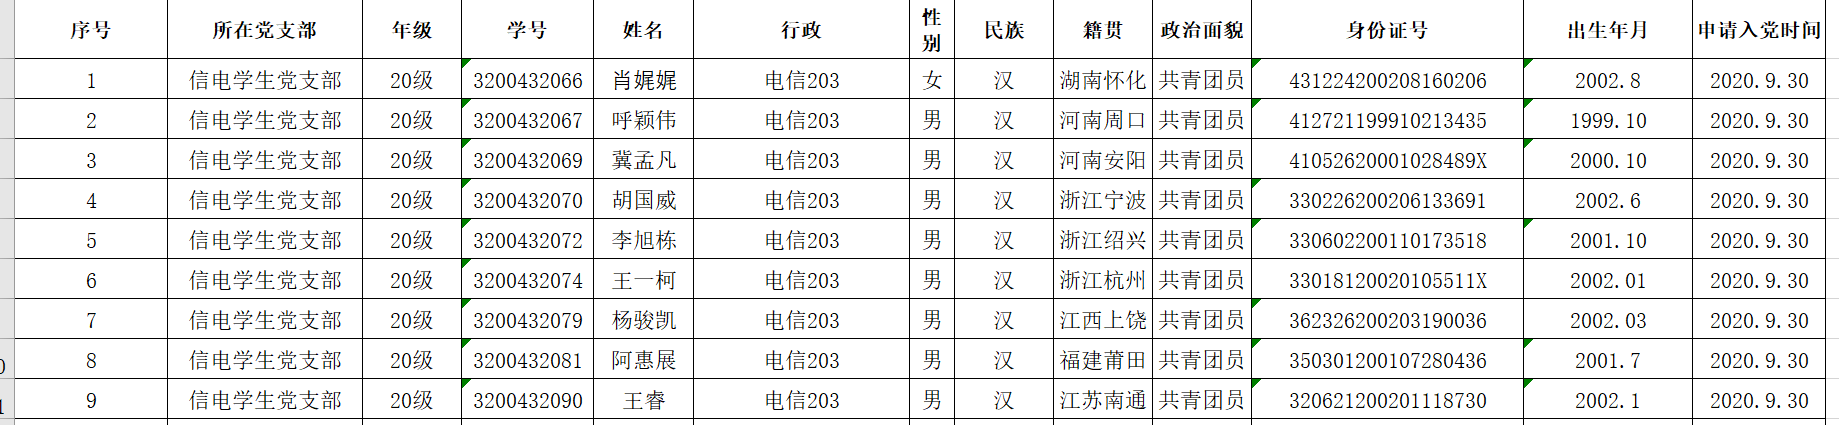 序号 所在党支部 年级 学号 姓名 行政 性别 民族 籍贯 政治面貌 身份证号 出生年月 申请入党时间
1 信电学生党支部 20级 3200432066 肖娓娓 电信203 女 汉 湖南怀化 共青团员 431224200208160206 2002.8 2020.9.30
2 信电学生党支部 20级 3200432067 呼颖伟 电信203 男 汉 河南周口 共青团员 412721199910213435 1999.10 2020.9.30
3 信电学生党支部 20级 3200432069 冀孟凡 电信203 男 汉 河南安阳 共青团员 41052620001028489X 2000.10 2020.9.30
4 信电学生党支部 20级 3200432070 胡国威 电信203 男 汉 浙江宁波 共青团员 330226200206133691 2002.6 2020.9.30
5 信电学生党支部 20级 3200432072 李旭栋 电信203 男 汉 浙江绍兴 共青团员 330602200110173518 2001.10 2020.9.30
6 信电学生党支部 20级 3200432074 王一柯 电信203 男 汉 浙江杭州 共青团员 33018120020105511X 2002.01 2020.9.30
7 信电学生党支部 20级 3200432079 杨骏凯 电信203 男 汉 江西上饶 共青团员 362326200203190036 2002.03 2020.9.30
8 信电学生党支部 20级 3200432081 阿惠展 电信203 男 汉 福建莆田 共青团员 350301200107280436 2001.7 2020.9.30
9 信电学生党支部 20级 3200432090 王睿 电信203 男 汉 江苏南通 共青团员 320621200201118730 2002.1 2020.9.30